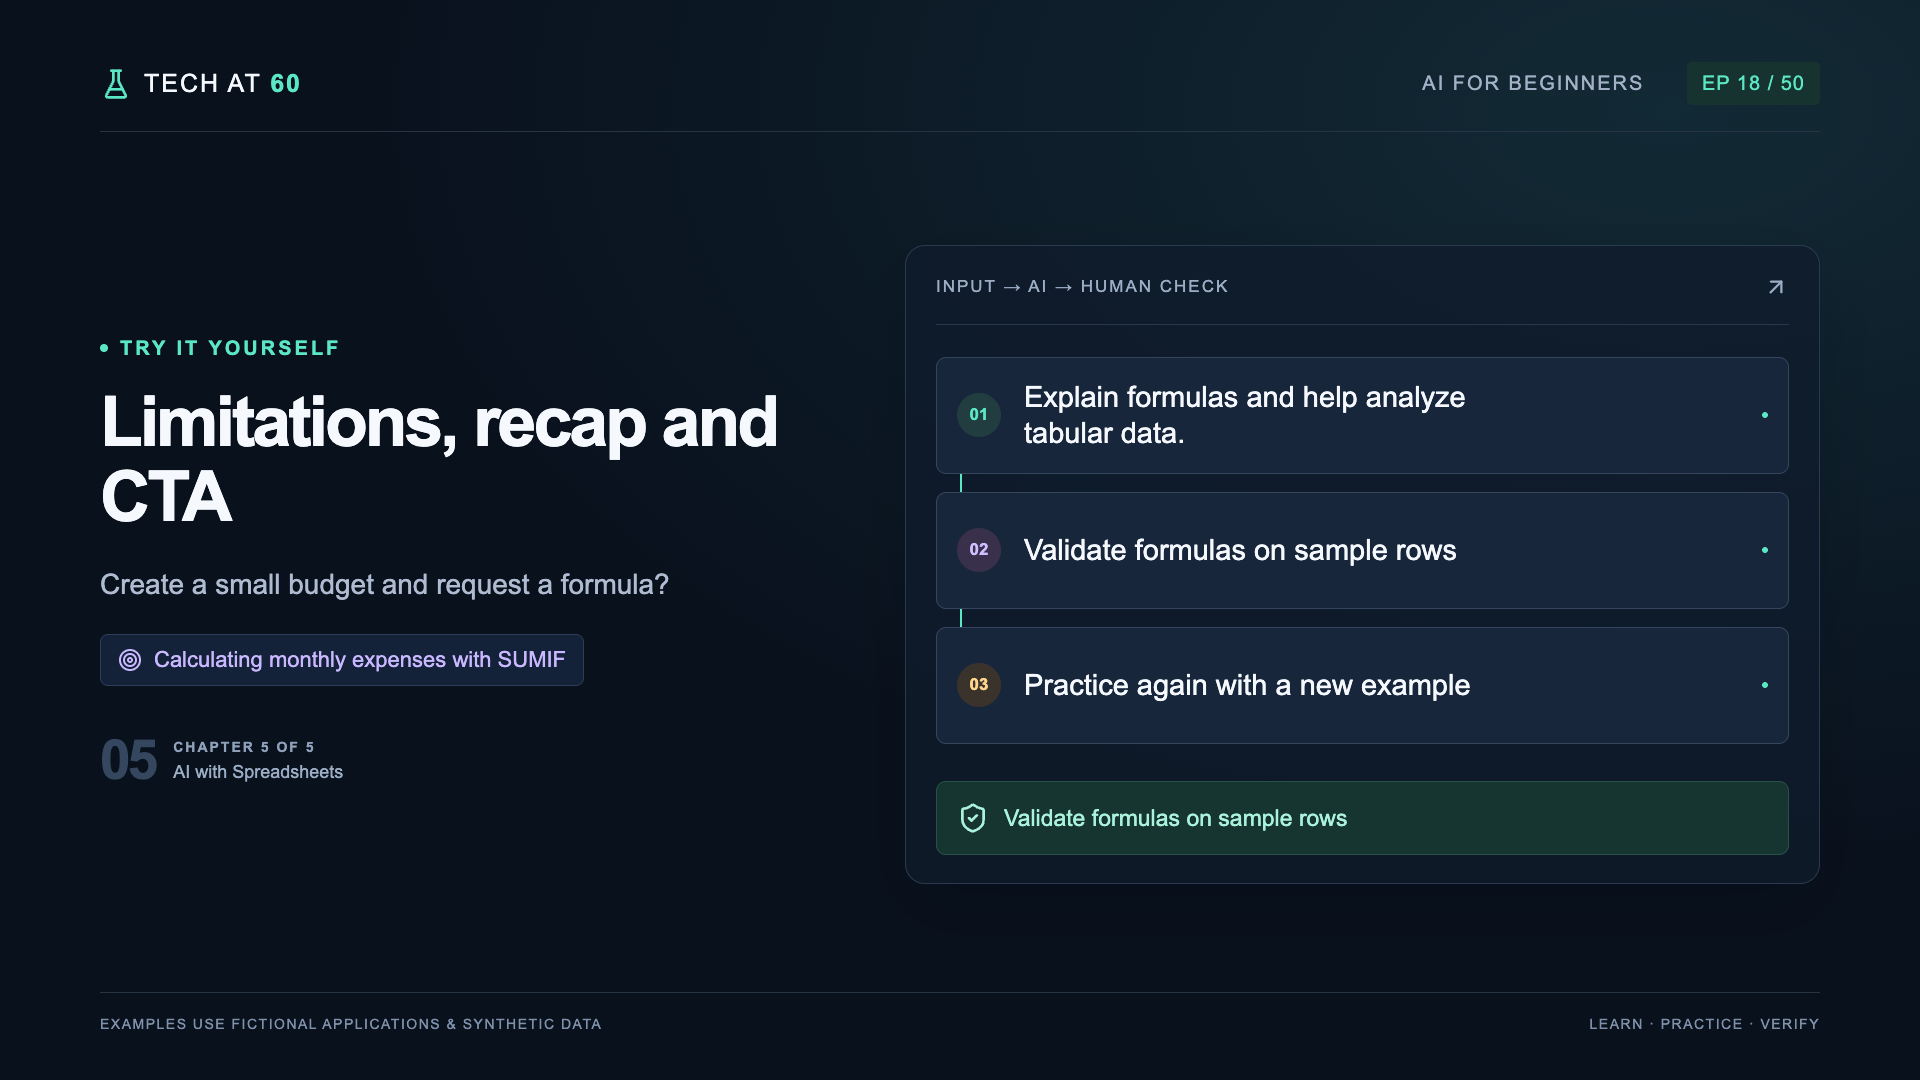 TECH AT 60
AI FOR BEGINNERS
EP 18 / 50
TRY IT YOURSELF
Limitations, recap and
CTA
Create a small budget and request a formula?
Calculating monthly expenses with SUMIF
05
CHAPTER 5 OF 5
AI with Spreadsheets
INPUT → AI → HUMAN CHECK
01
Explain formulas and help analyze
tabular data.
02
Validate formulas on sample rows
03
Practice again with a new example
Validate formulas on sample rows
EXAMPLES USE FICTIONAL APPLICATIONS & SYNTHETIC DATA
LEARN · PRACTICE · VERIFY